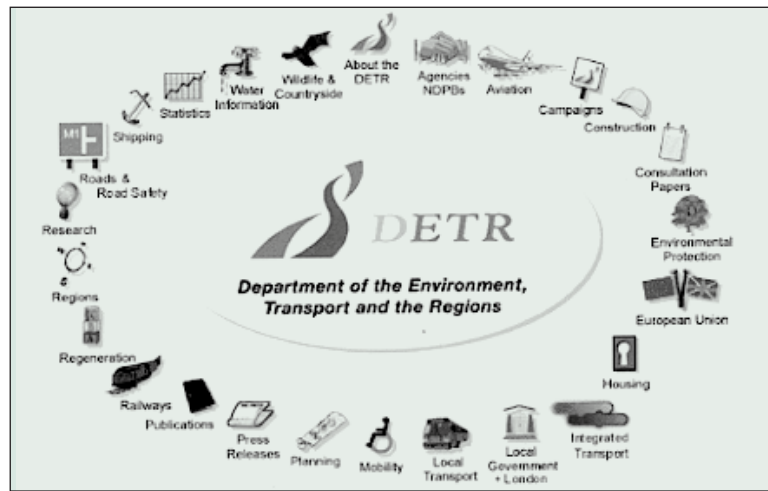 About the
DETR
Agencies
NDPBs
Aviation
Campaigns
Construction
Consultation
Papers
Environmental
Protection
European Union
Housing
Integrated
Transport
Local
Government
+ London
Local
Transport
Mobility
Planning
Press
Releases
Publications
Railways
Regeneration
Regions
Research
Roads &
Road Safety
M1
Shipping
Statistics
Water
Information
Wildlife &
Countryside
DETR
Department of the Environment,
Transport and the Regions